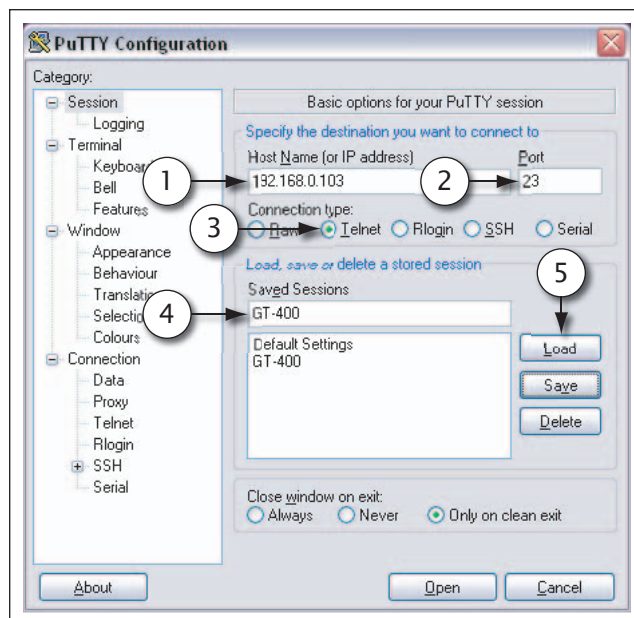 PuTTY Configuration
Category:
Session
Logging
Terminal
Keyboard
Bell
Features
Window
Appearance
Behaviour
Translation
Selection
Colours
Connection
Data
Proxy
Telnet
Rlogin
SSH
Serial
Basic options for your PuTTY session
Specify the destination you want to connect to
Host Name (or IP address) Port
1 192.168.0.103 2 23
Connection type:
3 Raw Telnet Rlogin SSH Serial
Load, save or delete a stored session 5
Saved Sessions
4 GT-400
Default Settings
GT-400
Load
Save
Delete
Close window on exit:
Always Never Only on clean exit
About Open Cancel